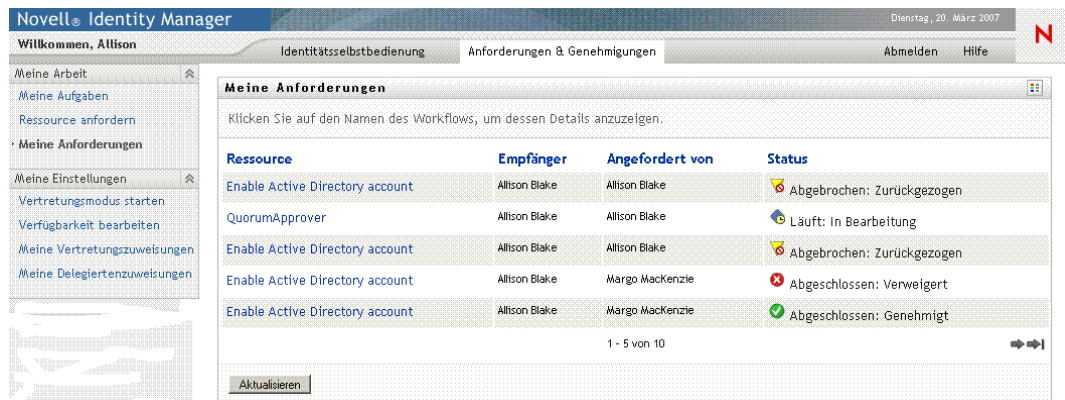 Novell® Identity Manager
Dienstag, 20. März 2007
N
Willkommen, Allison
Identitätsselbstbedienung Anforderungen & Genehmigungen Abmelden Hilfe
Meine Arbeit
Meine Aufgaben
Ressource anfordern
Meine Anforderungen
Meine Einstellungen
Vertretungsmodus starten
Verfügbarkeit bearbeiten
Meine Vertretungszuweisungen
Meine Delegiertenzuweisungen
Meine Anforderungen
Klicken Sie auf den Namen des Workflows, um dessen Details anzuzeigen.
Ressource Empfänger Angefordert von Status
Enable Active Directory account Allison Blake Allison Blake Abgebrochen: Zurückgezogen
QuorumApprover Allison Blake Allison Blake Läuft: In Bearbeitung
Enable Active Directory account Allison Blake Allison Blake Abgebrochen: Zurückgezogen
Enable Active Directory account Allison Blake Margo MacKenzie Abgeschlossen: Verweigert
Enable Active Directory account Allison Blake Margo MacKenzie Abgeschlossen: Genehmigt
1 - 5 von 10
Aktualisieren